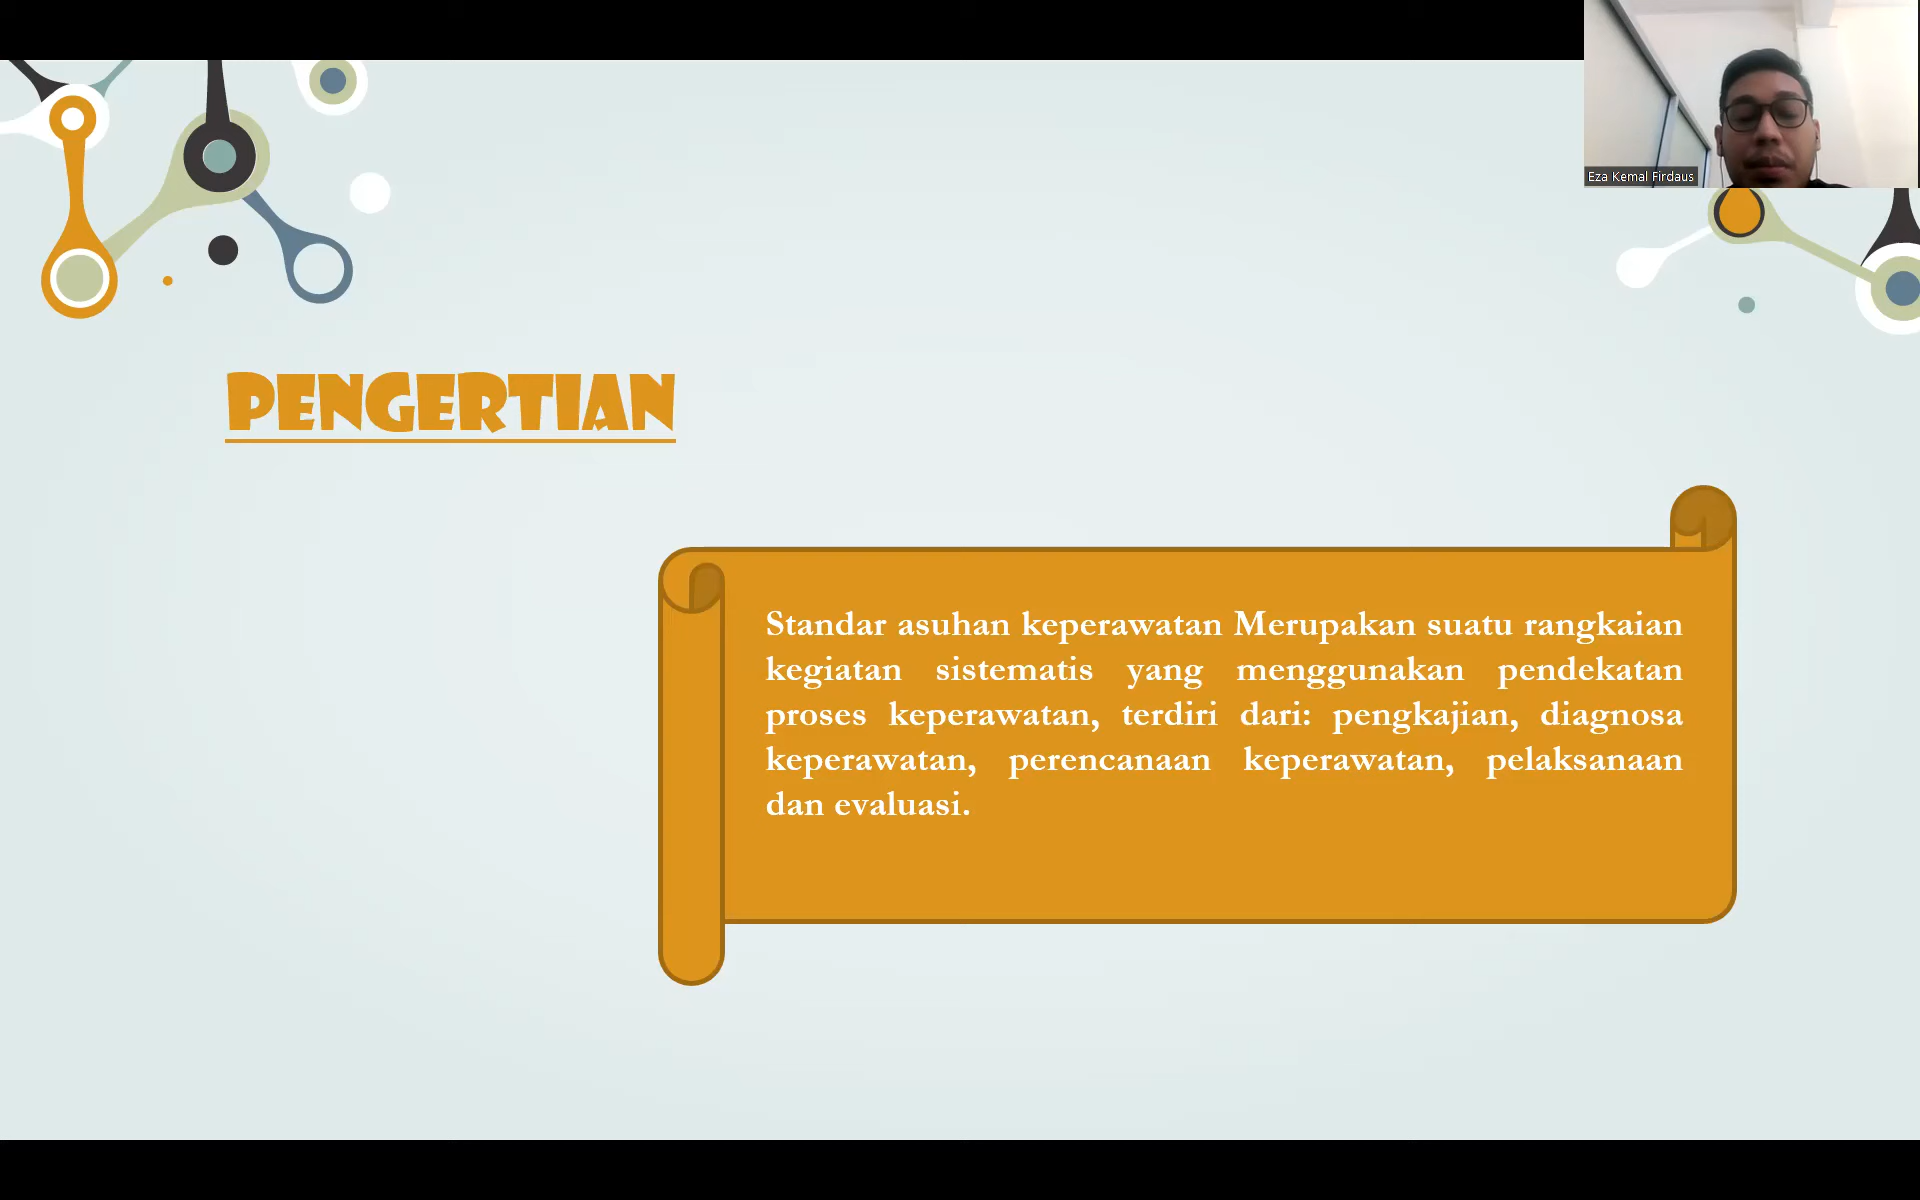 Eza Kemal Firdaus
PENGERTIAN
Standar asuhan keperawatan Merupakan suatu rangkaian
kegiatan sistematis yang menggunakan pendekatan
proses keperawatan, terdiri dari: pengkajian, diagnosa
keperawatan, perencanaan keperawatan, pelaksanaan
dan evaluasi.